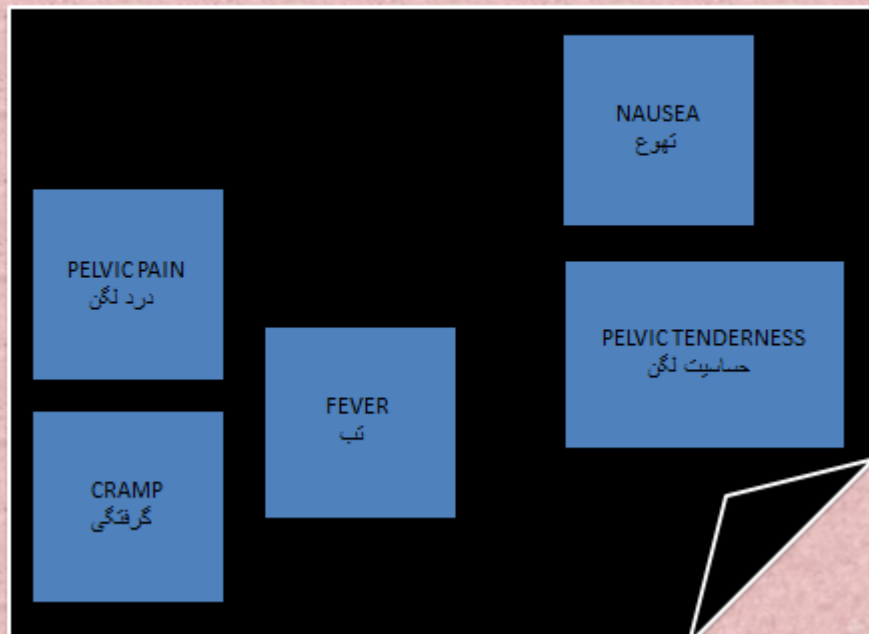 NAUSEA
تهوع
PELVIC PAIN
درد لگن
PELVIC TENDERNESS
حساسیت لگن
FEVER
تب
CRAMP
گرفتگی